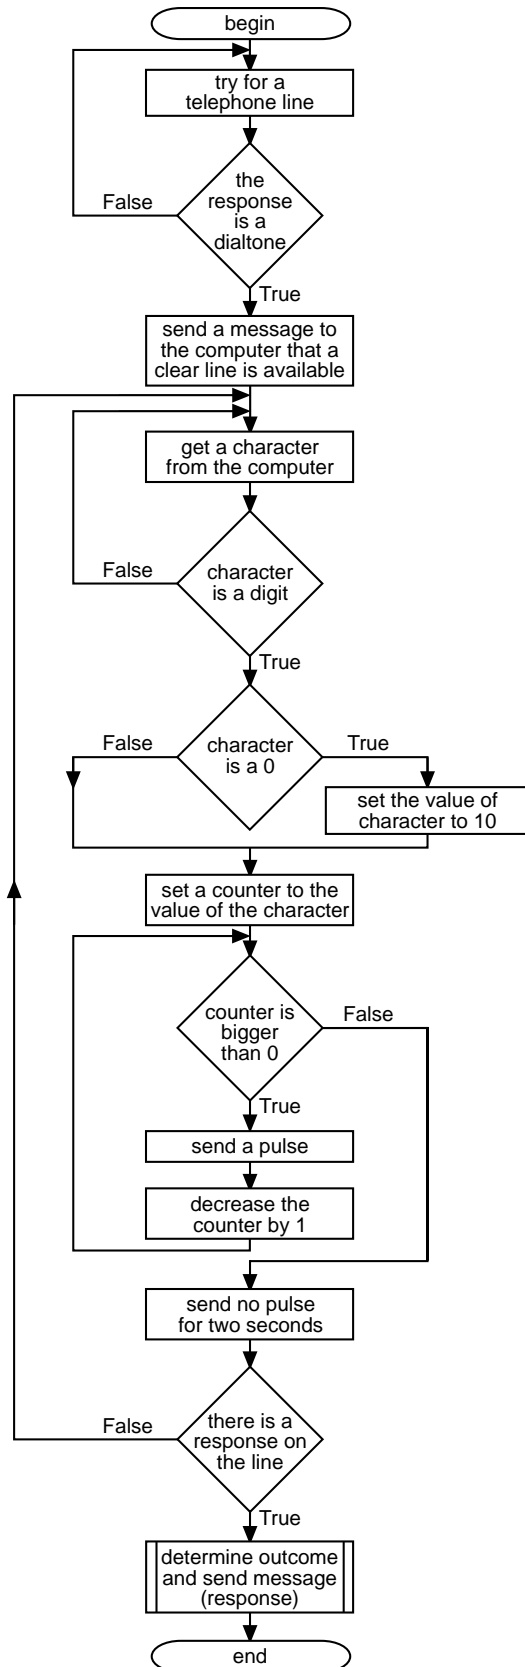 begin
try for a
telephone line
the
response
is a
dialtone
False
True
send a message to
the computer that a
clear line is available
get a character
from the computer
character
is a digit
False
True
character
is a 0
False
True
set the value of
character to 10
set a counter to the
value of the character
counter is
bigger
than 0
False
True
send a pulse
decrease the
counter by 1
send no pulse
for two seconds
there is a
response on
the line
False
True
determine outcome
and send message
(response)
end